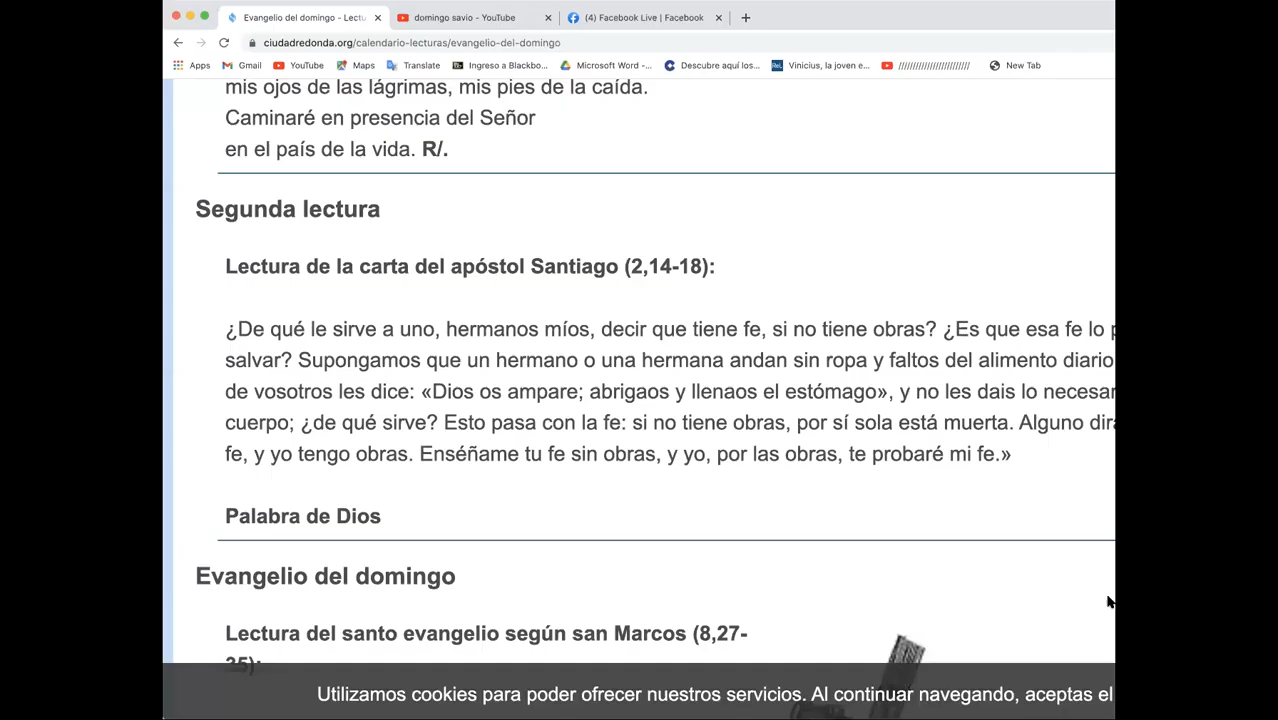 Evangelio del domingo - Lectu
domingo savio - YouTube
(4) Facebook Live | Facebook
ciudadredonda.org/calendario-lecturas/evangelio-del-domingo
Apps Gmail YouTube Maps Translate Ingreso a Blackbo... Microsoft Word -... Descubre aquí los... Vinicius, la joven e... //////////////////////// New Tab
mis ojos de las lágrimas, mis pies de la caída.
Caminaré en presencia del Señor
en el país de la vida. R/.
Segunda lectura
Lectura de la carta del apóstol Santiago (2,14-18):
¿De qué le sirve a uno, hermanos míos, decir que tiene fe, si no tiene obras? ¿Es que esa fe lo
salvar? Supongamos que un hermano o una hermana andan sin ropa y faltos del alimento diario
de vosotros les dice: «Dios os ampare; abrigaos y llenaos el estómago», y no les dais lo necesar
cuerpo; ¿de qué sirve? Esto pasa con la fe: si no tiene obras, por sí sola está muerta. Alguno dirá
fe, y yo tengo obras. Enséñame tu fe sin obras, y yo, por las obras, te probaré mi fe.»
Palabra de Dios
Evangelio del domingo
Lectura del santo evangelio según san Marcos (8,27-
35):
Utilizamos cookies para poder ofrecer nuestros servicios. Al continuar navegando, aceptas el